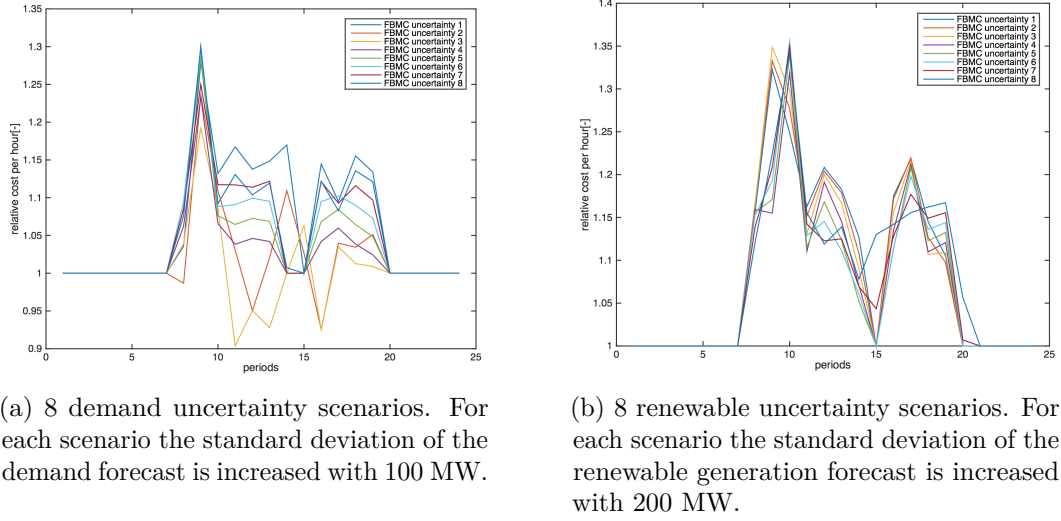 1.35
1.3
1.25
1.2
1.15
1.1
1.05
1
0.95
0.9
0
5
10
15
20
25
relative cost per hour[-]
periods
FBMC uncertainty 1
FBMC uncertainty 2
FBMC uncertainty 3
FBMC uncertainty 4
FBMC uncertainty 5
FBMC uncertainty 6
FBMC uncertainty 7
FBMC uncertainty 8
(a) 8 demand uncertainty scenarios. For
each scenario the standard deviation of the
demand forecast is increased with 100 MW.
1.4
1.35
1.3
1.25
1.2
1.15
1.1
1.05
1
0
5
10
15
20
25
relative cost per hour[-]
periods
FBMC uncertainty 1
FBMC uncertainty 2
FBMC uncertainty 3
FBMC uncertainty 4
FBMC uncertainty 5
FBMC uncertainty 6
FBMC uncertainty 7
FBMC uncertainty 8
(b) 8 renewable uncertainty scenarios. For
each scenario the standard deviation of the
renewable generation forecast is increased
with 200 MW.